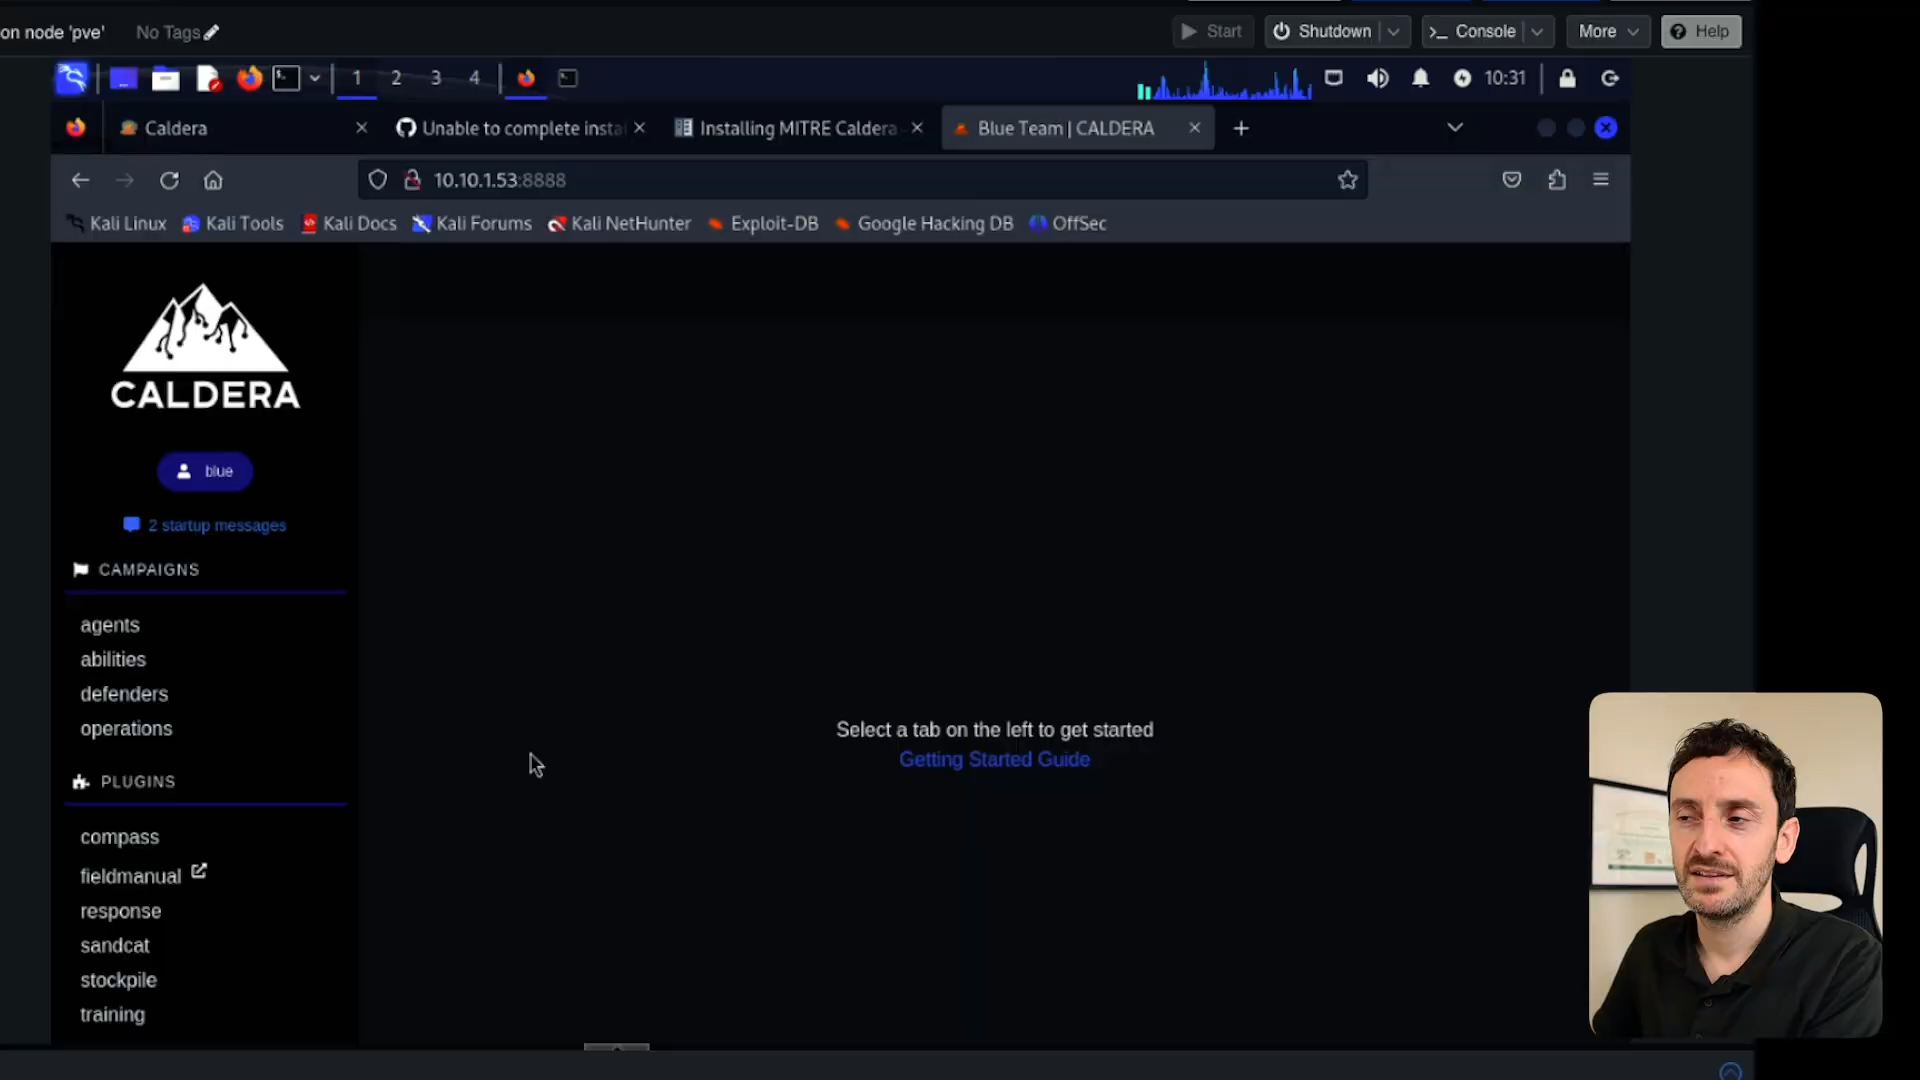 on node 'pve'
No Tags
Start
Shutdown
Console
More
Help
1
2
3
4
10:31
Caldera
Unable to complete insta
Installing MITRE Caldera
Blue Team | CALDERA
10.10.1.53:8888
Kali Linux
Kali Tools
Kali Docs
Kali Forums
Kali NetHunter
Exploit-DB
Google Hacking DB
OffSec
CALDERA
blue
2 startup messages
CAMPAIGNS
agents
abilities
defenders
operations
PLUGINS
compass
fieldmanual
response
sandcat
stockpile
training
Select a tab on the left to get started
Getting Started Guide